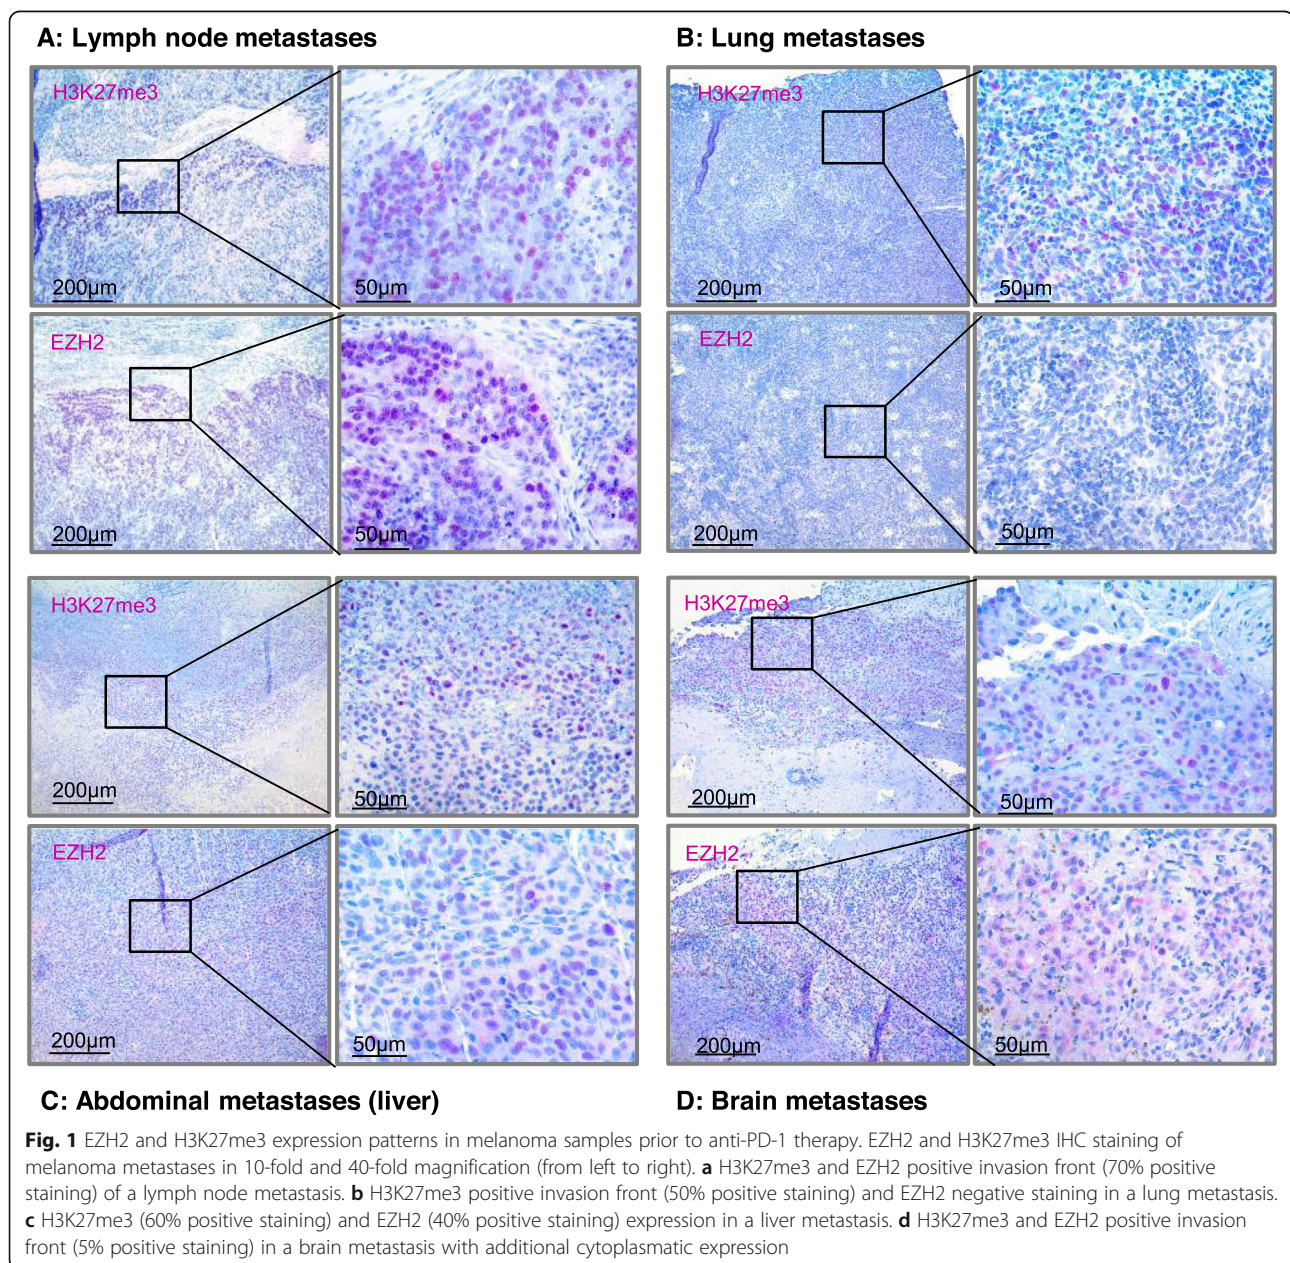 A: Lymph node metastases
B: Lung metastases
H3K27me3
200µm
50µm
H3K27me3
200µm
50µm
EZH2
200µm
50µm
EZH2
200µm
50µm
H3K27me3
200µm
50µm
H3K27me3
200µm
50µm
EZH2
200µm
50µm
EZH2
200µm
50µm
C: Abdominal metastases (liver)
D: Brain metastases
Fig. 1 EZH2 and H3K27me3 expression patterns in melanoma samples prior to anti-PD-1 therapy. EZH2 and H3K27me3 IHC staining of
melanoma metastases in 10-fold and 40-fold magnification (from left to right). a H3K27me3 and EZH2 positive invasion front (70% positive
staining) of a lymph node metastasis. b H3K27me3 positive invasion front (50% positive staining) and EZH2 negative staining in a lung metastasis.
c H3K27me3 (60% positive staining) and EZH2 (40% positive staining) expression in a liver metastasis. d H3K27me3 and EZH2 positive invasion
front (5% positive staining) in a brain metastasis with additional cytoplasmatic expression